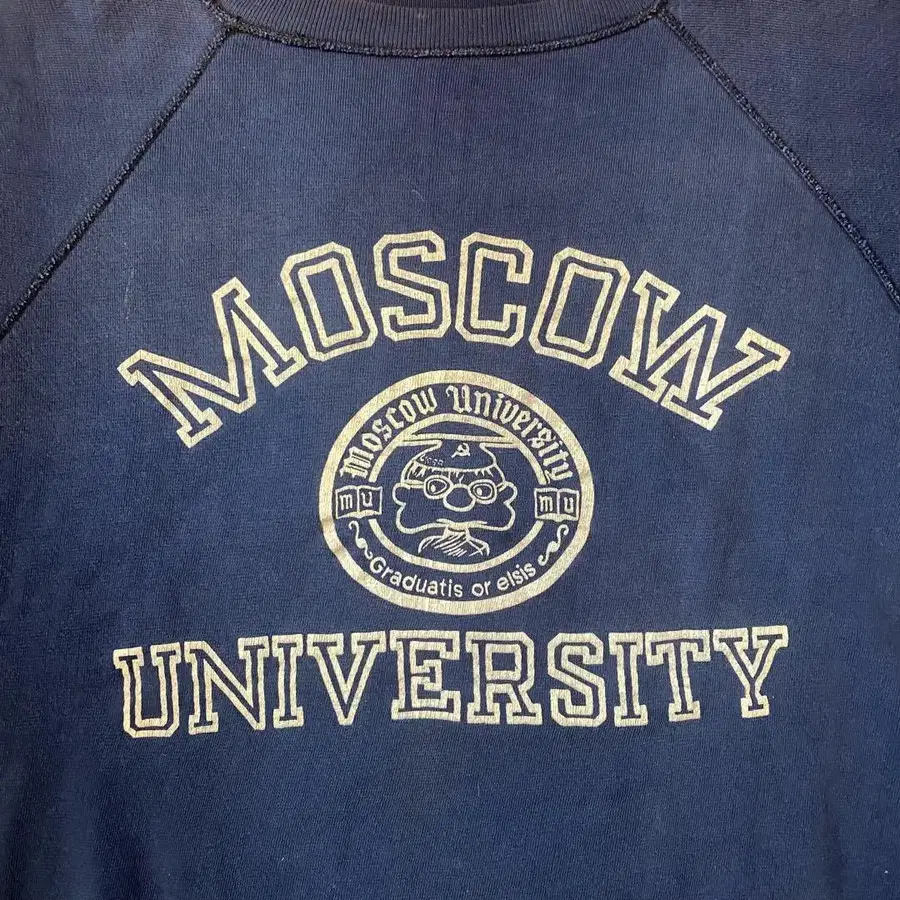 MOSCOW
Moscow University
mu mu
Graduatis or elsis
UNIVERSITY